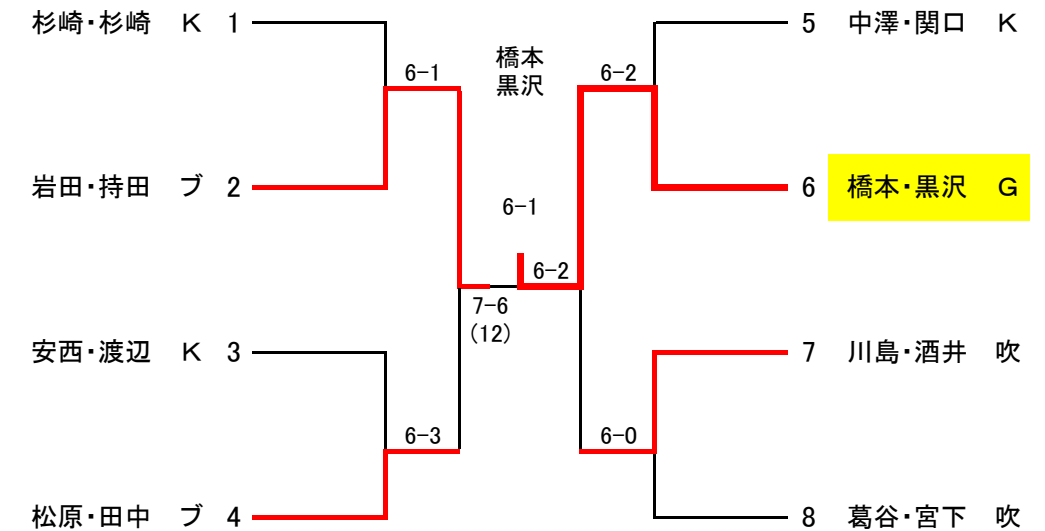 杉崎・杉崎 K 1
岩田・持田 ブ 2
安西・渡辺 K 3
松原・田中 ブ 4
6-1
6-3
7-6
(12)
橋本
黒沢
6-1
6-2
6-2
6-0
5 中澤・関口 K
6 橋本・黒沢 G
7 川島・酒井 吹
8 葛谷・宮下 吹